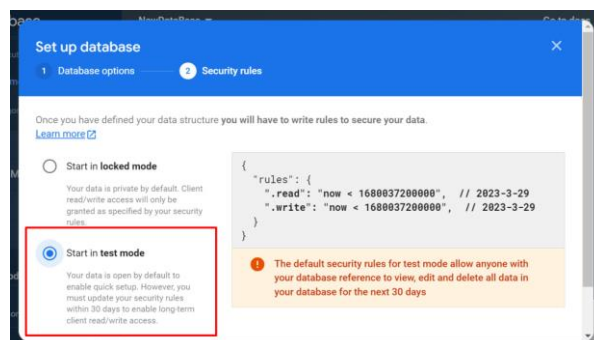 NewDataBase
Go to docs
Set up database
1 Database options 2 Security rules
Once you have defined your data structure you will have to write rules to secure your data.
Learn more
Start in locked mode
Your data is private by default. Client
read/write access will only be
granted as specified by your security
rules.
Start in test mode
Your data is open by default to
enable quick setup. However, you
must update your security rules
within 30 days to enable long-term
client read/write access.
{
"rules": {
".read": "now < 1680037200000", // 2023-3-29
".write": "now < 1680037200000", // 2023-3-29
}
}
The default security rules for test mode allow anyone with
your database reference to view, edit and delete all data in
your database for the next 30 days